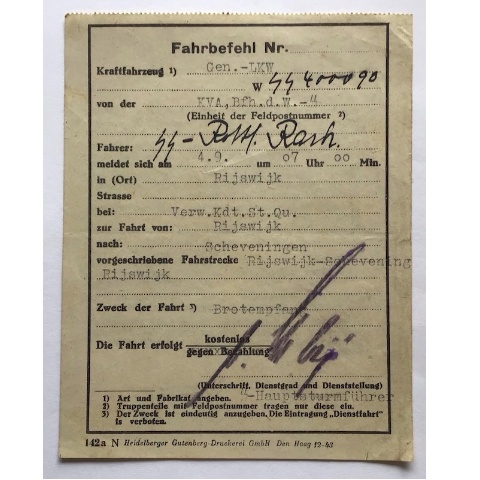 Fahrbefehl Nr.
Kraftfahrzeug 1) Gen.-LKW
W SS 400090
von der KVA,Bfh.d.W.-"
(Einheit der Feldpostnummer 2)
Fahrer: SS-Rottf. Rash.
meldet sich am 4.9. um 07 Uhr 00 Min.
in (Ort) Rijswijk
Strasse
bei: Verw.Kdt.St.Qu.
zur Fahrt von: Rijswijk
nach: Scheveningen
vorgeschriebene Fahrstrecke Rijswijk-Schevening
Rijswijk
Zweck der Fahrt 3) Brotempfang
Die Fahrt erfolgt kostenlos
gegen Bezahlung
(Unterschrift, Dienstgrad und Dienststellung)
"-Hauptsturmführer
1) Art und Fabrikat angeben.
2) Truppenteile mit Feldpostnummer tragen nur diese ein.
3) Der Zweck ist eindeutig anzugeben. Die Eintragung „Dienstfahrt"
ist verboten.
142a N Heidelberger Gutenberg-Druckerei GmbH Den Haag 12-43